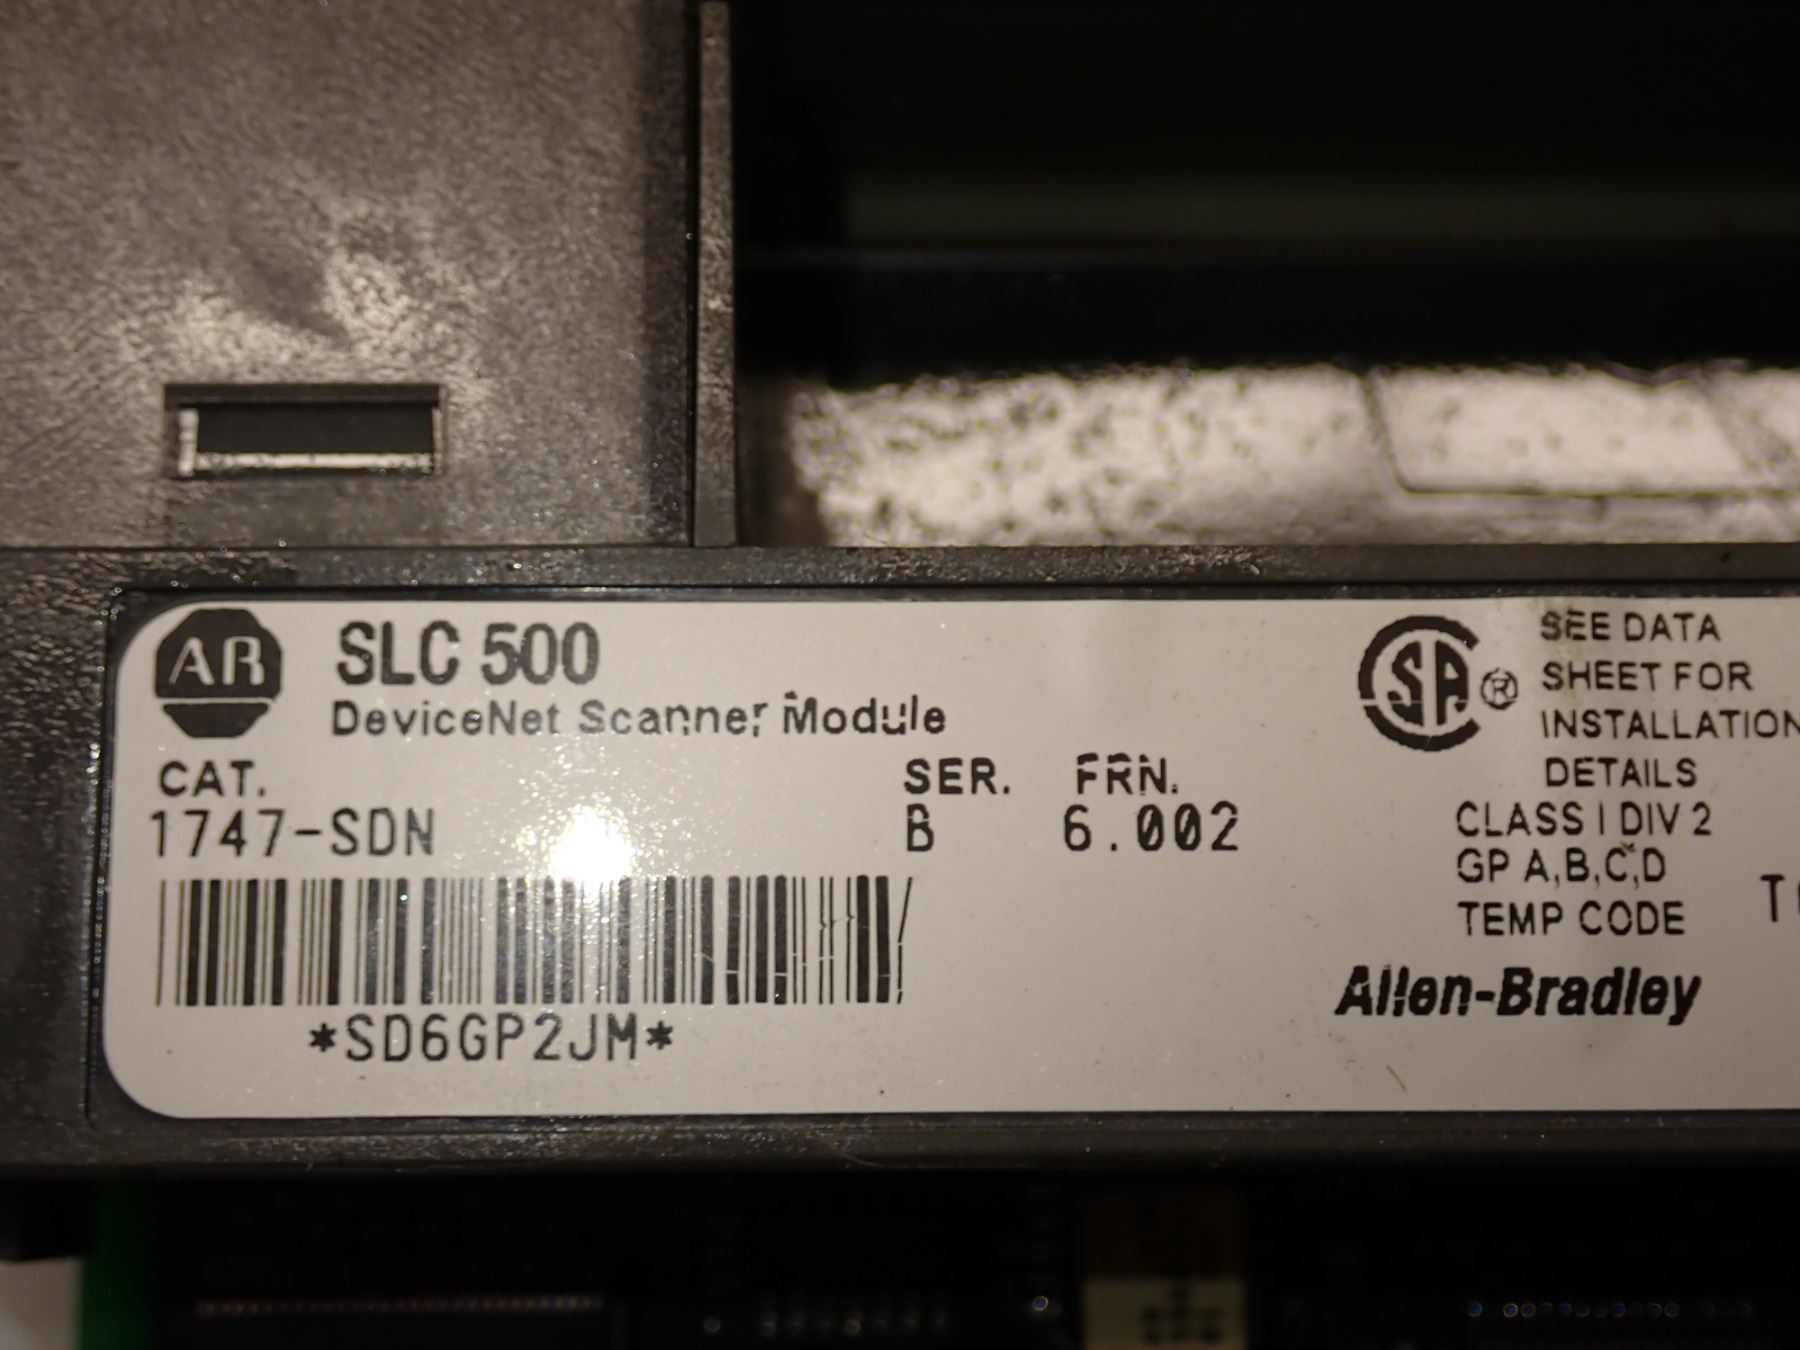 AB
SLC 500
DeviceNet Scanner Module
CAT.
1747-SDN
SER.
B
FRN.
6.002
*SD6GP2JM*
SA
®
SEE DATA
SHEET FOR
INSTALLATION
DETAILS
CLASS I DIV 2
GP A,B,C,D
TEMP CODE
Allen-Bradley